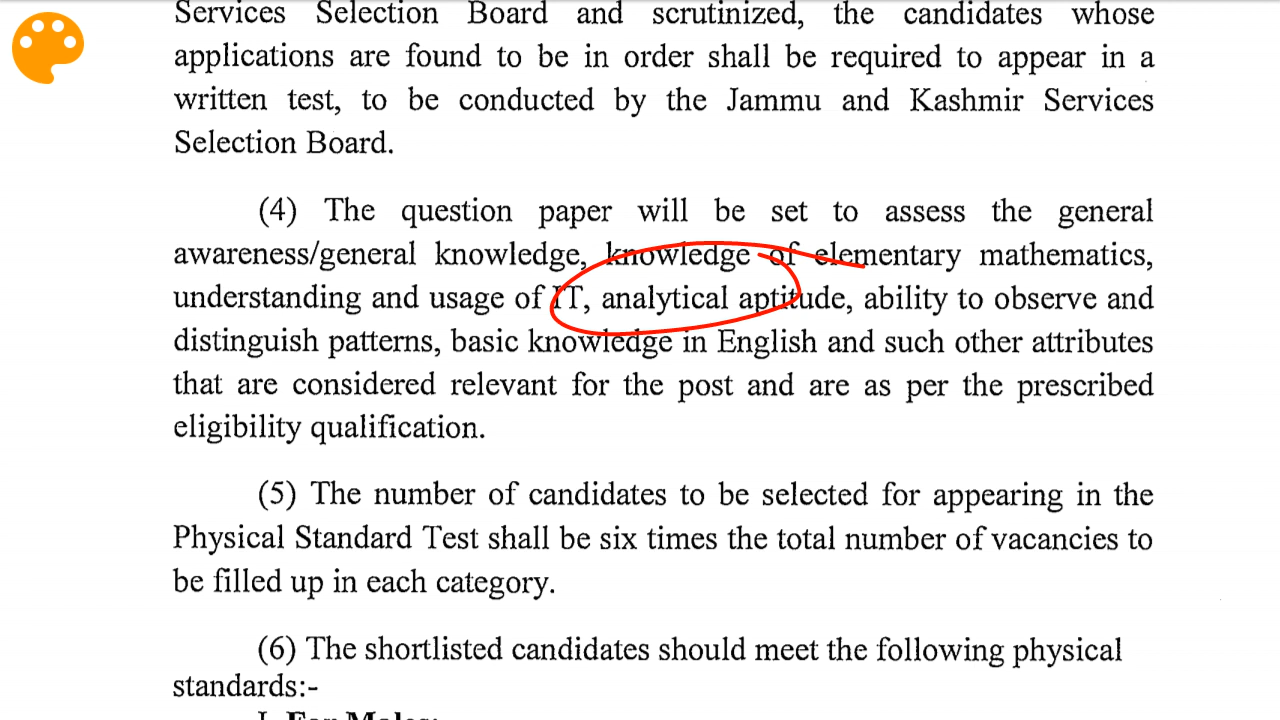 Services Selection Board and scrutinized, the candidates whose
applications are found to be in order shall be required to appear in a
written test, to be conducted by the Jammu and Kashmir Services
Selection Board.
(4) The question paper will be set to assess the general
awareness/general knowledge, knowledge of elementary mathematics,
understanding and usage of IT, analytical aptitude, ability to observe and
distinguish patterns, basic knowledge in English and such other attributes
that are considered relevant for the post and are as per the prescribed
eligibility qualification.
(5) The number of candidates to be selected for appearing in the
Physical Standard Test shall be six times the total number of vacancies to
be filled up in each category.
(6) The shortlisted candidates should meet the following physical
standards:-
I. For Males: